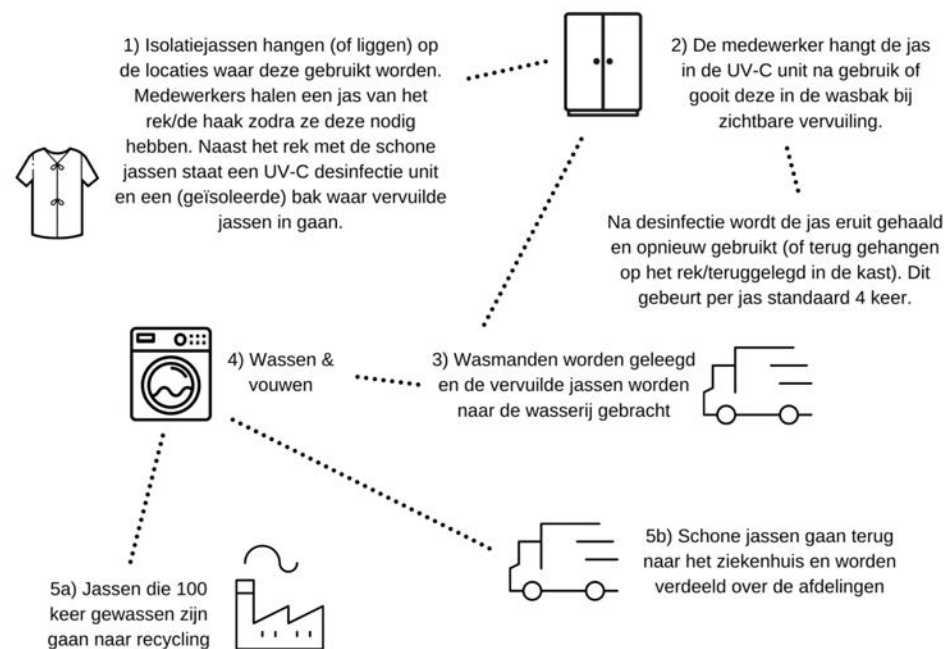 1) Isolatiejassen hangen (of liggen) op
de locaties waar deze gebruikt worden.
Medewerkers halen een jas van het
rek/de haak zodra ze deze nodig
hebben. Naast het rek met de schone
jassen staat een UV-C desinfectie unit
en een (geïsoleerde) bak waar vervuilde
jassen in gaan.
2) De medewerker hangt de jas
in de UV-C unit na gebruik of
gooit deze in de wasbak bij
zichtbare vervuiling.
Na desinfectie wordt de jas eruit gehaald
en opnieuw gebruikt (of terug gehangen
op het rek/teruggelegd in de kast). Dit
gebeurt per jas standaard 4 keer.
3) Wasmanden worden geleegd
en de vervuilde jassen worden
naar de wasserij gebracht
4) Wassen &
vouwen
5a) Jassen die 100
keer gewassen zijn
gaan naar recycling
5b) Schone jassen gaan terug
naar het ziekenhuis en worden
verdeeld over de afdelingen